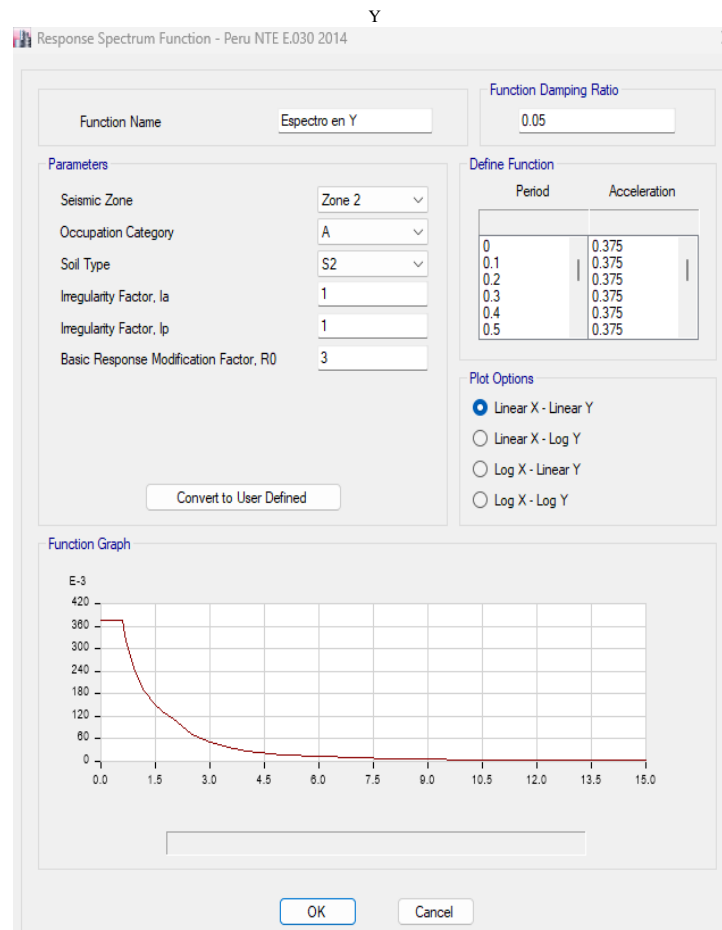 Y
Response Spectrum Function - Peru NTE E.030 2014
Function Damping Ratio
Function Name Espectro en Y 0.05
Parameters Define Function
Seismic Zone Zone 2 Period Acceleration
Occupation Category A
Soil Type S2
Irregularity Factor, Ia 1
Irregularity Factor, Ip 1
Basic Response Modification Factor, R0 3
0 0.375
0.1 0.375
0.2 0.375
0.3 0.375
0.4 0.375
0.5 0.375
Plot Options
Linear X - Linear Y
Linear X - Log Y
Log X - Linear Y
Log X - Log Y
Convert to User Defined
Function Graph
E-3
420
360
300
240
180
120
60
0
0.0 1.5 3.0 4.5 6.0 7.5 9.0 10.5 12.0 13.5 15.0
OK Cancel